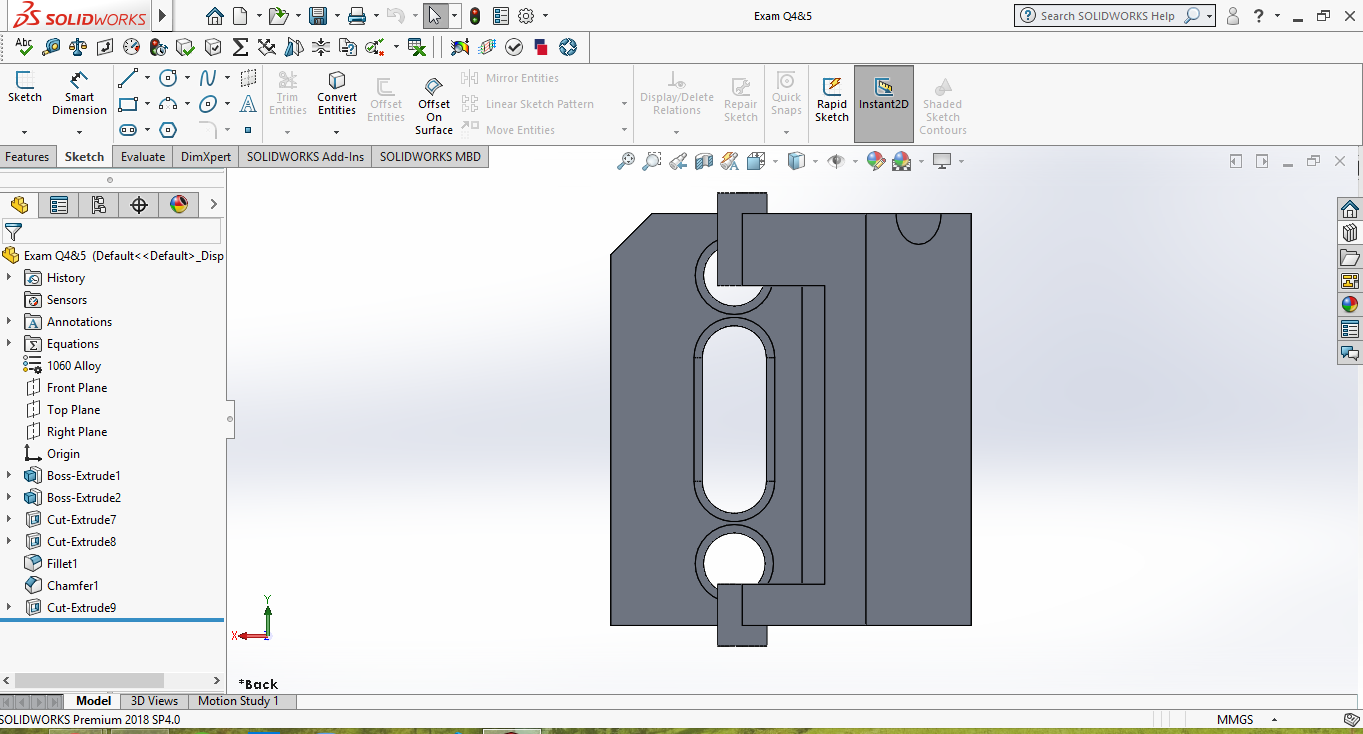 SOLIDWORKS
Exam Q4&5
Search SOLIDWORKS Help
?
Abc
Sketch
Smart Dimension
Trim Entities
Convert Entities
Offset Entities
Offset On Surface
Mirror Entities
Linear Sketch Pattern
Move Entities
Display/Delete Relations
Repair Sketch
Quick Snaps
Rapid Sketch
Instant2D
Shaded Sketch Contours
Features
Sketch
Evaluate
DimXpert
SOLIDWORKS Add-Ins
SOLIDWORKS MBD
Exam Q4&5 (Default<<Default>_Disp
History
Sensors
Annotations
Equations
1060 Alloy
Front Plane
Top Plane
Right Plane
Origin
Boss-Extrude1
Boss-Extrude2
Cut-Extrude7
Cut-Extrude8
Fillet1
Chamfer1
Cut-Extrude9
Y
X
*Back
Model
3D Views
Motion Study 1
SOLIDWORKS Premium 2018 SP4.0
MMGS